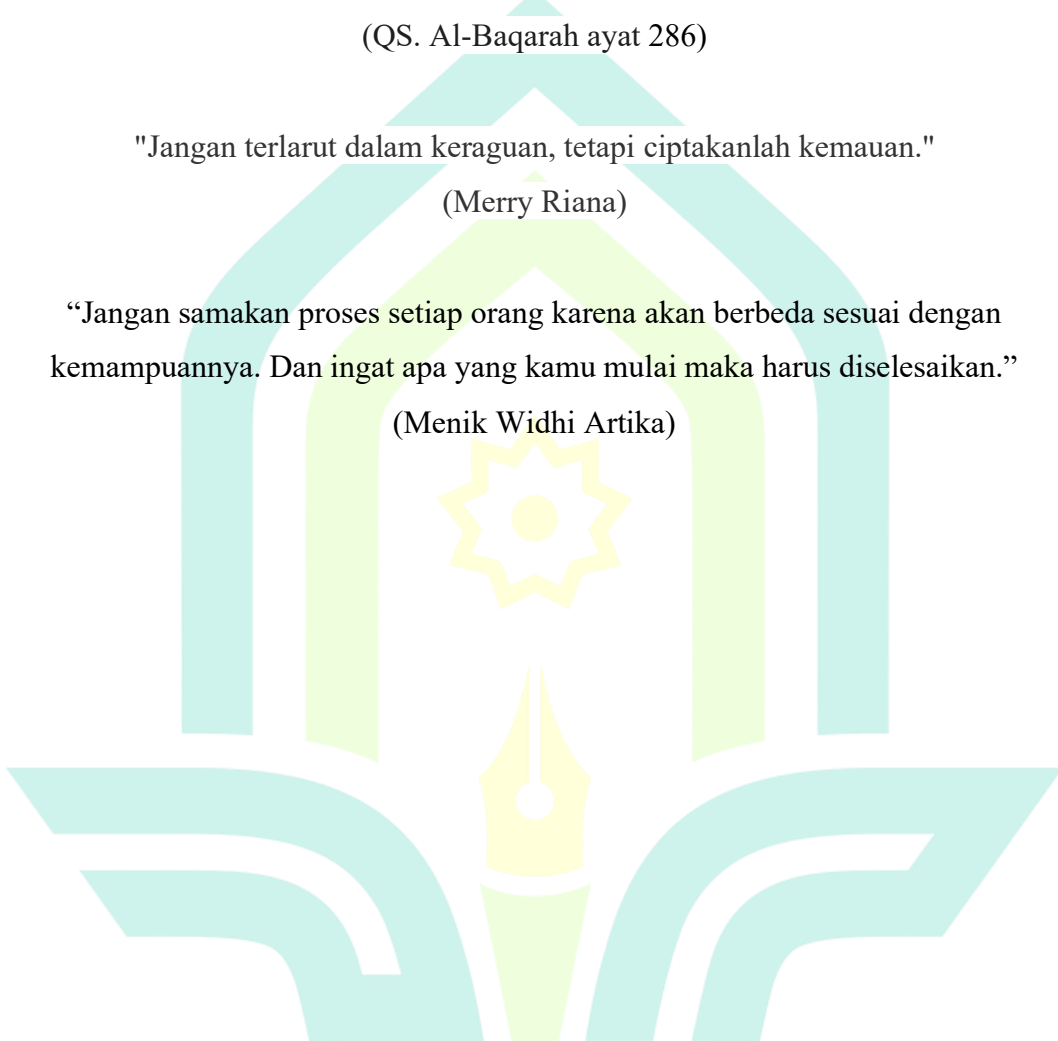 (QS. Al-Baqarah ayat 286)
"Jangan terlarut dalam keraguan, tetapi ciptakanlah kemauan."
(Merry Riana)
“Jangan samakan proses setiap orang karena akan berbeda sesuai dengan
kemampuannya. Dan ingat apa yang kamu mulai maka harus diselesaikan.”
(Menik Widhi Artika)